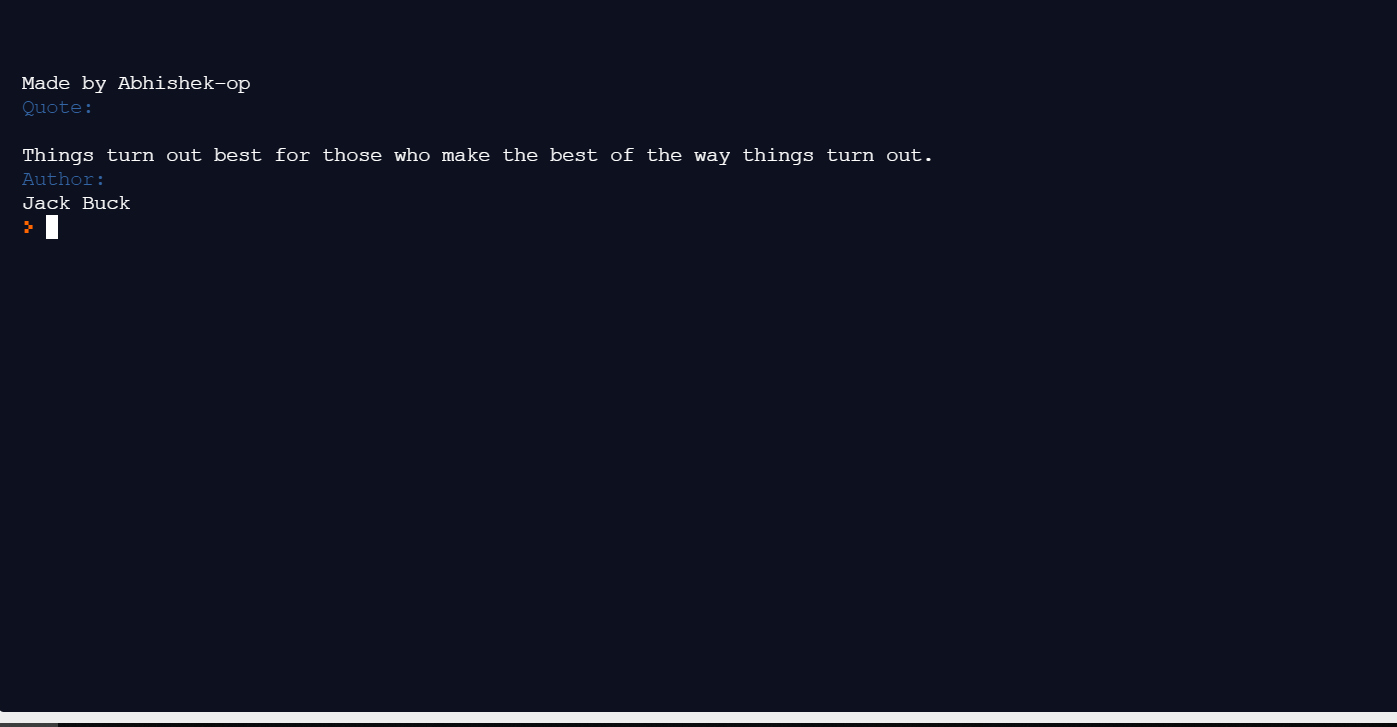 Made by Abhishek-op
Quote:
Things turn out best for those who make the best of the way things turn out.
Author:
Jack Buck
>